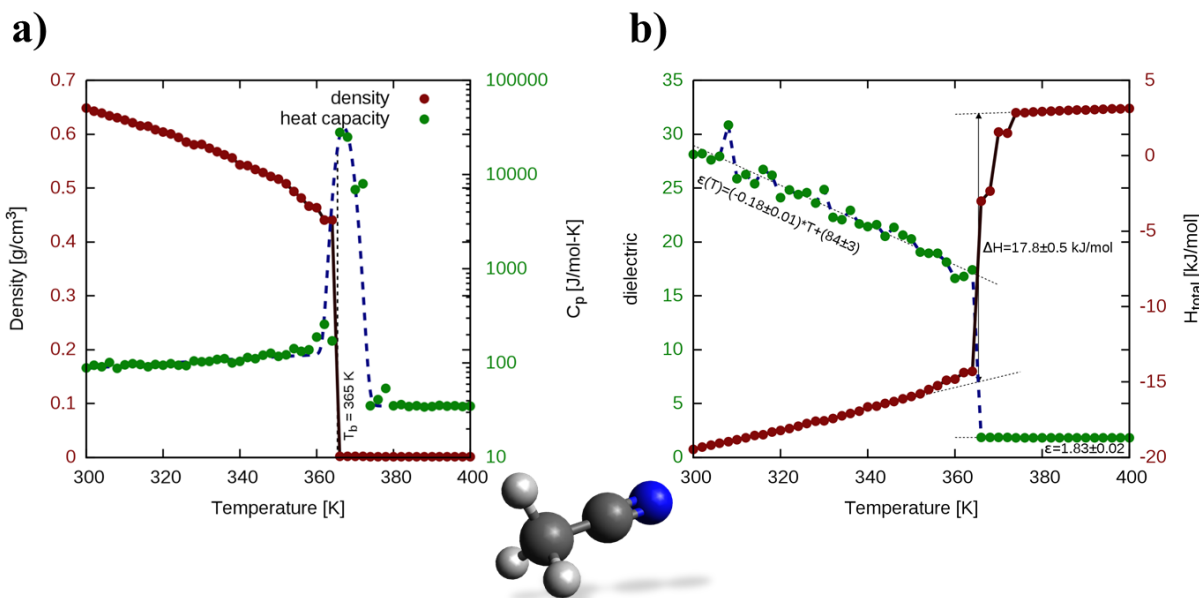 a)
0.7
0.6
0.5
0.4
0.3
0.2
0.1
0
Density [g/cm³]
300
320
340
360
380
400
Temperature [K]
density
heat capacity
T_b = 365 K
100000
10000
1000
100
10
C_p [J/mol-K]
b)
35
30
25
20
15
10
5
0
dielectric
300
320
340
360
380
400
Temperature [K]
ε(T)=(-0.18±0.01)*T+(84±3)
ΔH=17.8±0.5 kJ/mol
ε=1.83±0.02
5
0
-5
-10
-15
-20
H_total [kJ/mol]